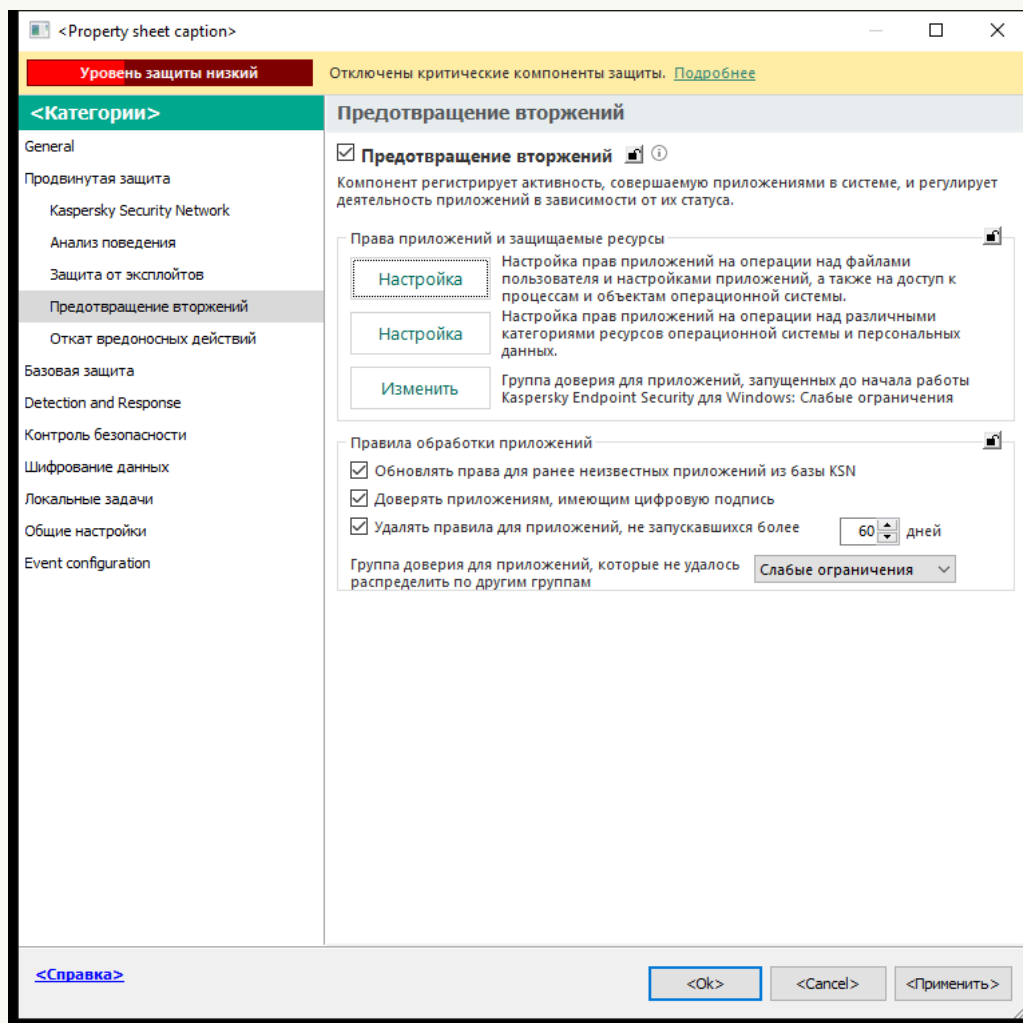 <Property sheet caption>
Уровень защиты низкий
Отключены критические компоненты защиты. Подробнее
<Категории>
General
Продвинутая защита
Kaspersky Security Network
Анализ поведения
Защита от эксплойтов
Предотвращение вторжений
Откат вредоносных действий
Базовая защита
Detection and Response
Контроль безопасности
Шифрование данных
Локальные задачи
Общие настройки
Event configuration
Предотвращение вторжений
Предотвращение вторжений
Компонент регистрирует активность, совершаемую приложениями в системе, и регулирует
деятельность приложений в зависимости от их статуса.
Права приложений и защищаемые ресурсы
Настройка
Настройка прав приложений на операции над файлами
пользователя и настройками приложений, а также на доступ к
процессам и объектам операционной системы.
Настройка
Настройка прав приложений на операции над различными
категориями ресурсов операционной системы и персональных
данных.
Изменить
Группа доверия для приложений, запущенных до начала работы
Kaspersky Endpoint Security для Windows: Слабые ограничения
Правила обработки приложений
Обновлять права для ранее неизвестных приложений из базы KSN
Доверять приложениям, имеющим цифровую подпись
Удалять правила для приложений, не запускавшихся более 60 дней
Группа доверия для приложений, которые не удалось
распределить по другим группам
Слабые ограничения
<Справка>
<Ok>
<Cancel>
<Применить>